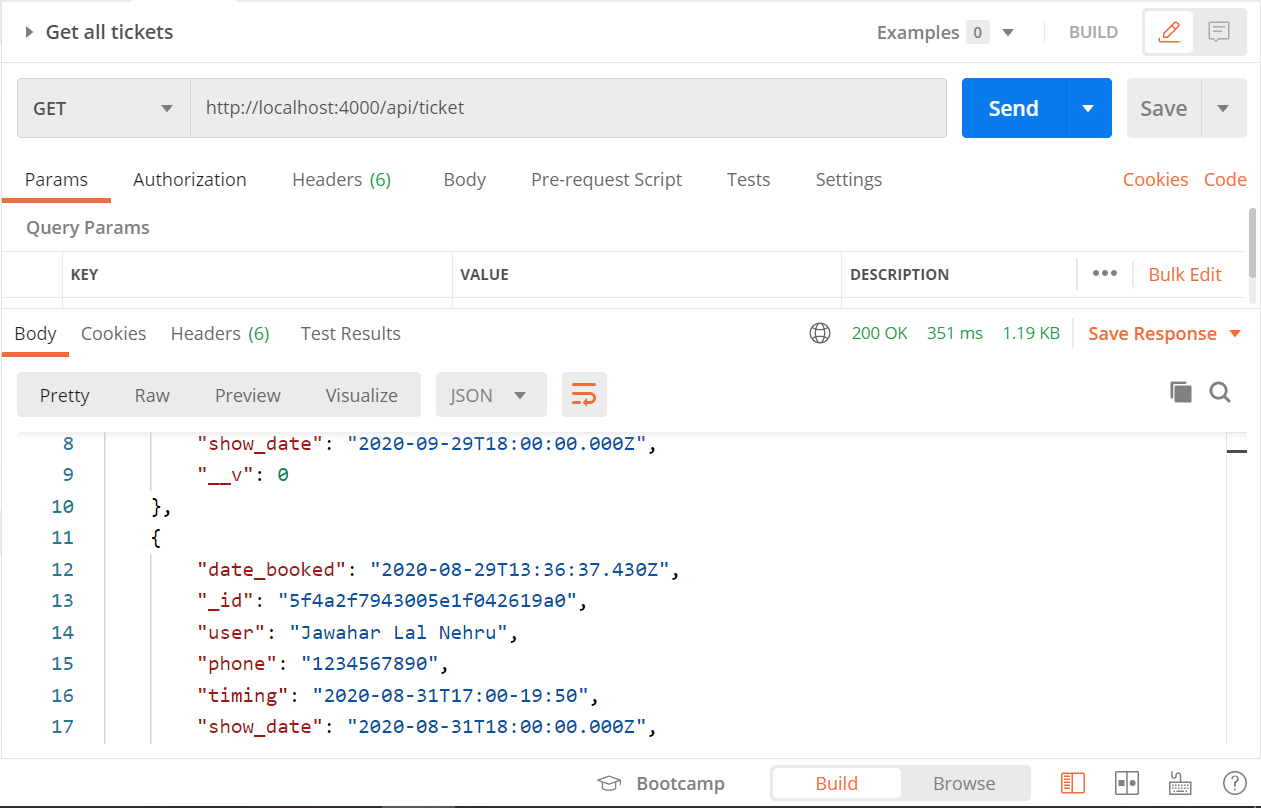 Get all tickets Examples 0 BUILD
GET http://localhost:4000/api/ticket Send Save
Params Authorization Headers (6) Body Pre-request Script Tests Settings Cookies Code
Query Params
KEY VALUE DESCRIPTION ••• Bulk Edit
Body Cookies Headers (6) Test Results 200 OK 351 ms 1.19 KB Save Response
Pretty Raw Preview Visualize JSON
8 "show_date": "2020-09-29T18:00:00.000Z",
9 "__v": 0
10 },
11 {
12 "date_booked": "2020-08-29T13:36:37.430Z",
13 "_id": "5f4a2f7943005e1f042619a0",
14 "user": "Jawahar Lal Nehru",
15 "phone": "1234567890",
16 "timing": "2020-08-31T17:00-19:50",
17 "show_date": "2020-08-31T18:00:00.000Z",
Bootcamp Build Browse ?